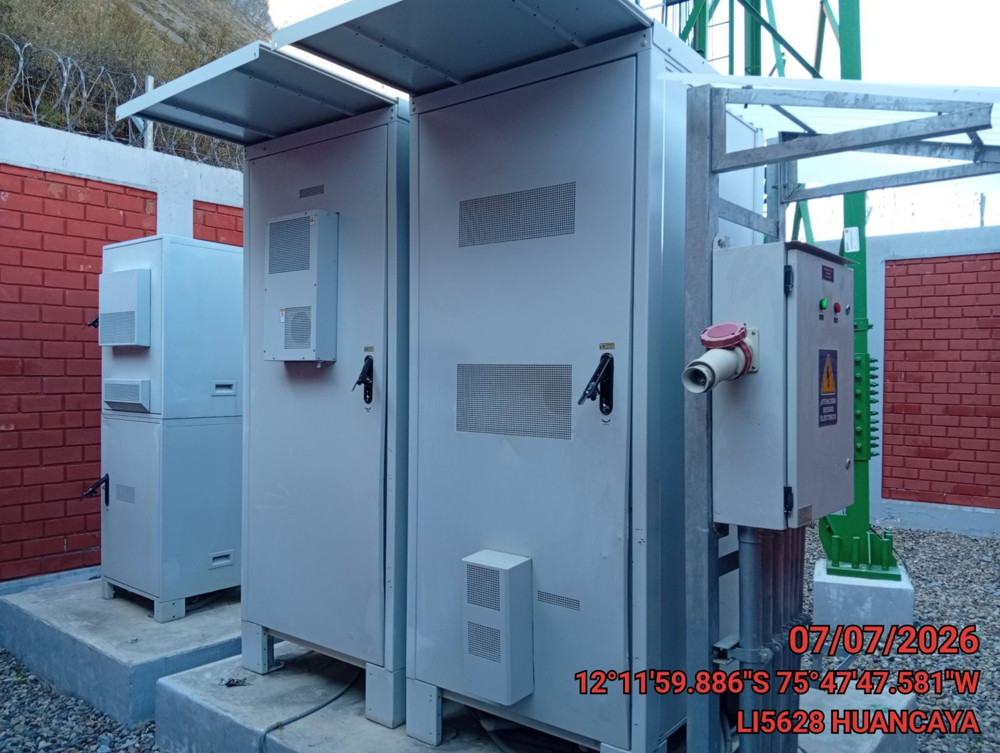 ¡ATENCIÓN!
RIESGO
ELÉCTRICO
07/07/2026
12°11'59.886"S 75°47'47.581"W
LI5628 HUANCAYA